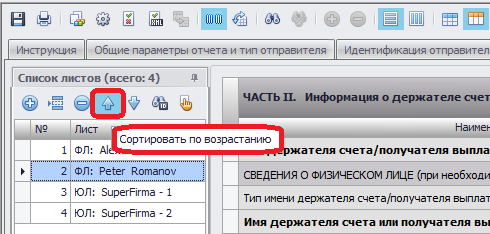 Инструкция
Общие параметры отчета и тип отправителя
Идентификация отправител
Список листов (всего: 4)
№ Лист
1 ФЛ: Alex
Сортировать по возрастанию
2 ФЛ: Peter Romanov
3 ЮЛ: SuperFirma - 1
4 ЮЛ: SuperFirma - 2
ЧАСТЬ II. Информация о держателе счет
Наимен
держателя счета/получателя выпла
СВЕДЕНИЯ О ФИЗИЧЕСКОМ ЛИЦЕ (при необходи
Тип имени держателя счета/получателя выплат
Имя держателя счета или получателя вы